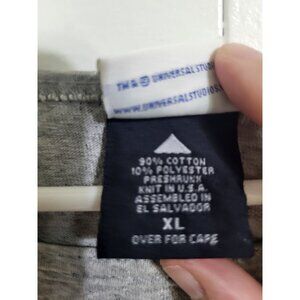 TM & © UNIVERSAL STUDIOS.
WWW.UNIVERSALSTUDIOS.
90% COTTON
10% POLYESTER
PRESHRUNK
KNIT IN U.S.A.
ASSEMBLED IN
EL SALVADOR
XL
OVER FOR CARE